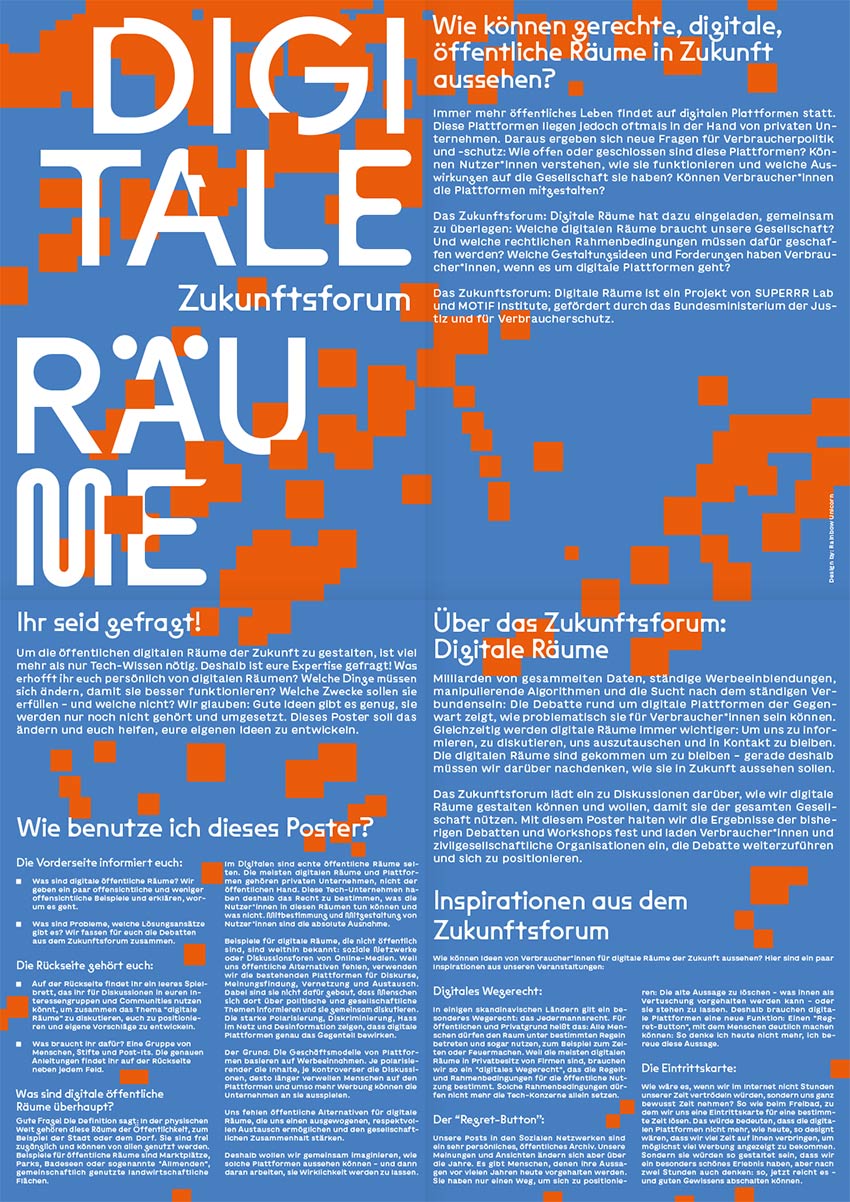 DIGI
TALE
Zukunftsforum
RÄU
ME
Wie können gerechte, digitale,
öffentliche Räume in Zukunft
aussehen?
Immer mehr öffentliches Leben findet auf digitalen Plattformen statt.
Diese Plattformen liegen jedoch oftmals in der Hand von privaten Un-
ternehmen. Daraus ergeben sich neue Fragen für Verbraucherpolitik
und -schutz: Wie offen oder geschlossen sind diese Plattformen? Kön-
nen Nutzer*innen verstehen, wie sie funktionieren und welche Aus-
wirkungen auf die Gesellschaft sie haben? Können Verbraucher*innen
die Plattformen mitgestalten?
Das Zukunftsforum: Digitale Räume hat dazu eingeladen, gemeinsam
zu überlegen: Welche digitalen Räume braucht unsere Gesellschaft?
Und welche rechtlichen Rahmenbedingungen müssen dafür geschaf-
fen werden? Welche Gestaltungsideen und Forderungen haben Verbrau-
cher*innen, wenn es um digitale Plattformen geht?
Das Zukunftsforum: Digitale Räume ist ein Projekt von SUPERRR Lab
und MOTIF Institute, gefördert durch das Bundesministerium der Jus-
tiz und für Verbraucherschutz.
Design by: Rainbow Unicorn
Ihr seid gefragt!
Um die öffentlichen digitalen Räume der Zukunft zu gestalten, ist viel
mehr als nur Tech-Wissen nötig. Deshalb ist eure Expertise gefragt! Was
erhofft ihr euch persönlich von digitalen Räumen? Welche Dinge müssen
sich ändern, damit sie besser funktionieren? Welche Zwecke sollen sie
erfüllen – und welche nicht? Wir glauben: Gute Ideen gibt es genug, sie
werden nur noch nicht gehört und umgesetzt. Dieses Poster soll das
ändern und euch helfen, eure eigenen Ideen zu entwickeln.
Wie benutze ich dieses Poster?
Die Vorderseite informiert euch:
Was sind digitale öffentliche Räume? Wir
geben ein paar offensichtliche und weniger
offensichtliche Beispiele und erklären, wor-
um es geht.
Was sind Probleme, welche Lösungsansätze
gibt es? Wir fassen für euch die Debatten
aus dem Zukunftsforum zusammen.
Die Rückseite gehört euch:
Auf der Rückseite findet ihr ein leeres Spiel-
brett, das ihr für Diskussionen in euren In-
teressengruppen und Communities nutzen
könnt, um zusammen das Thema "digitale
Räume" zu diskutieren, euch zu positionie-
ren und eigene Vorschläge zu entwickeln.
Was braucht ihr dafür? Eine Gruppe von
Menschen, Stifte und Post-its. Die genauen
Anleitungen findet ihr auf der Rückseite
neben jedem Feld.
Was sind digitale öffentliche
Räume überhaupt?
Gute Frage! Die Definition sagt: In der physischen
Welt gehören diese Räume der Öffentlichkeit, zum
Beispiel der Stadt oder dem Dorf. Sie sind frei
zugänglich und können von allen genutzt werden.
Beispiele für öffentliche Räume sind Marktplätze,
Parks, Badeseen oder sogenannte "Allmenden",
gemeinschaftlich genutzte landwirtschaftliche
Flächen.
Im Digitalen sind echte öffentliche Räume sel-
ten. Die meisten digitalen Räume und Plattfor-
men gehören privaten Unternehmen, nicht der
öffentlichen Hand. Diese Tech-Unternehmen ha-
ben deshalb das Recht zu bestimmen, was die
Nutzer*innen in diesen Räumen tun können und
was nicht. Mitbestimmung und Mitgestaltung von
Nutzer*innen sind die absolute Ausnahme.
Beispiele für digitale Räume, die nicht öffentlich
sind, sind weithin bekannt: soziale Netzwerke
oder Diskussionsforen von Online-Medien. Weil
uns öffentliche Alternativen fehlen, verwenden
wir die bestehenden Plattformen für Diskurse,
Meinungsfindung, Vernetzung und Austausch.
Dabei sind sie nicht dafür gebaut, dass Menschen
sich dort über politische und gesellschaftliche
Themen informieren und sie gemeinsam diskutieren.
Die starke Polarisierung, Diskriminierung, Hass
im Netz und Desinformation zeigen, dass digitale
Plattformen genau das Gegenteil bewirken.
Der Grund: Die Geschäftsmodelle von Plattfor-
men basieren auf Werbeeinnahmen. Je polarisie-
render die Inhalte, je kontroverser die Diskussi-
onen, desto länger verweilen Menschen auf den
Plattformen und umso mehr Werbung können die
Unternehmen an sie ausspielen.
Uns fehlen öffentliche Alternativen für digitale
Räume, die uns einen ausgewogenen, respektvol-
len Austausch ermöglichen und den gesellschaft-
lichen Zusammenhalt stärken.
Deshalb wollen wir gemeinsam imaginieren, wie
solche Plattformen aussehen können – und dann
daran arbeiten, sie Wirklichkeit werden zu lassen.
Über das Zukunftsforum:
Digitale Räume
Milliarden von gesammelten Daten, ständige Werbeeinblendungen,
manipulierende Algorithmen und die Sucht nach dem ständigen Ver-
bundensein: Die Debatte rund um digitale Plattformen der Gegen-
wart zeigt, wie problematisch sie für Verbraucher*innen sein können.
Gleichzeitig werden digitale Räume immer wichtiger: Um uns zu infor-
mieren, zu diskutieren, uns auszutauschen und in Kontakt zu bleiben.
Die digitalen Räume sind gekommen um zu bleiben – gerade deshalb
müssen wir darüber nachdenken, wie sie in Zukunft aussehen sollen.
Das Zukunftsforum lädt ein zu Diskussionen darüber, wie wir digitale
Räume gestalten können und wollen, damit sie der gesamten Gesell-
schaft nützen. Mit diesem Poster halten wir die Ergebnisse der bishe-
rigen Debatten und Workshops fest und laden Verbraucher*innen und
zivilgesellschaftliche Organisationen ein, die Debatte weiterzuführen
und sich zu positionieren.
Inspirationen aus dem
Zukunftsforum
Wie können Ideen von Verbraucher*innen für digitale Räume der Zukunft aussehen? Hier sind ein paar
Inspirationen aus unseren Veranstaltungen:
Digitales Wegerecht:
In einigen skandinavischen Ländern gilt ein be-
sonderes Wegerecht: das Jedermannsrecht. Für
Öffentlichen und Privatgrund heißt das: Alle Men-
schen dürfen den Raum unter bestimmten Regeln
betreten und sogar nutzen, zum Beispiel zum Zel-
ten oder Feuermachen. Weil die meisten digitalen
Räume in Privatbesitz von Firmen sind, brauchen
wir so ein "digitales Wegerecht", das die Regeln
und Rahmenbedingungen für die öffentliche Nut-
zung bestimmt. Solche Rahmenbedingungen dür-
fen nicht mehr die Tech-Konzerne allein setzen.
Der "Regret-Button":
Unsere Posts in den Sozialen Netzwerken sind
ein sehr persönliches, öffentliches Archiv. Unsere
Meinungen und Ansichten ändern sich aber über
die Jahre. Es gibt Menschen, denen ihre Aussa-
gen vor vielen Jahren heute vorgehalten werden.
Sie haben nur einen Weg, um sich zu positionie-
ren: Die alte Aussage zu löschen – was ihnen als
Vertuschung vorgehalten werden kann – oder
sie stehen zu lassen. Deshalb brauchen digita-
le Plattformen eine neue Funktion: Einen "Reg-
ret-Button", mit dem Menschen deutlich machen
können: So denke ich heute nicht mehr, ich be-
reue diese Aussage.
Die Eintrittskarte:
Wie wäre es, wenn wir im Internet nicht Stunden
unserer Zeit vertrödeln würden, sondern uns ganz
bewusst Zeit nehmen? So wie beim Freibad, zu
dem wir uns eine Eintrittskarte für eine bestimm-
te Zeit lösen. Das würde bedeuten, dass die digita-
len Plattformen nicht mehr, wie heute, so designt
wären, dass wir viel Zeit auf ihnen verbringen, um
möglichst viel Werbung angezeigt zu bekommen.
Sondern sie würden so gestaltet sein, dass wir
ein besonders schönes Erlebnis haben, aber nach
zwei Stunden auch denken: so, jetzt reicht es –
und guten Gewissens abschalten können.